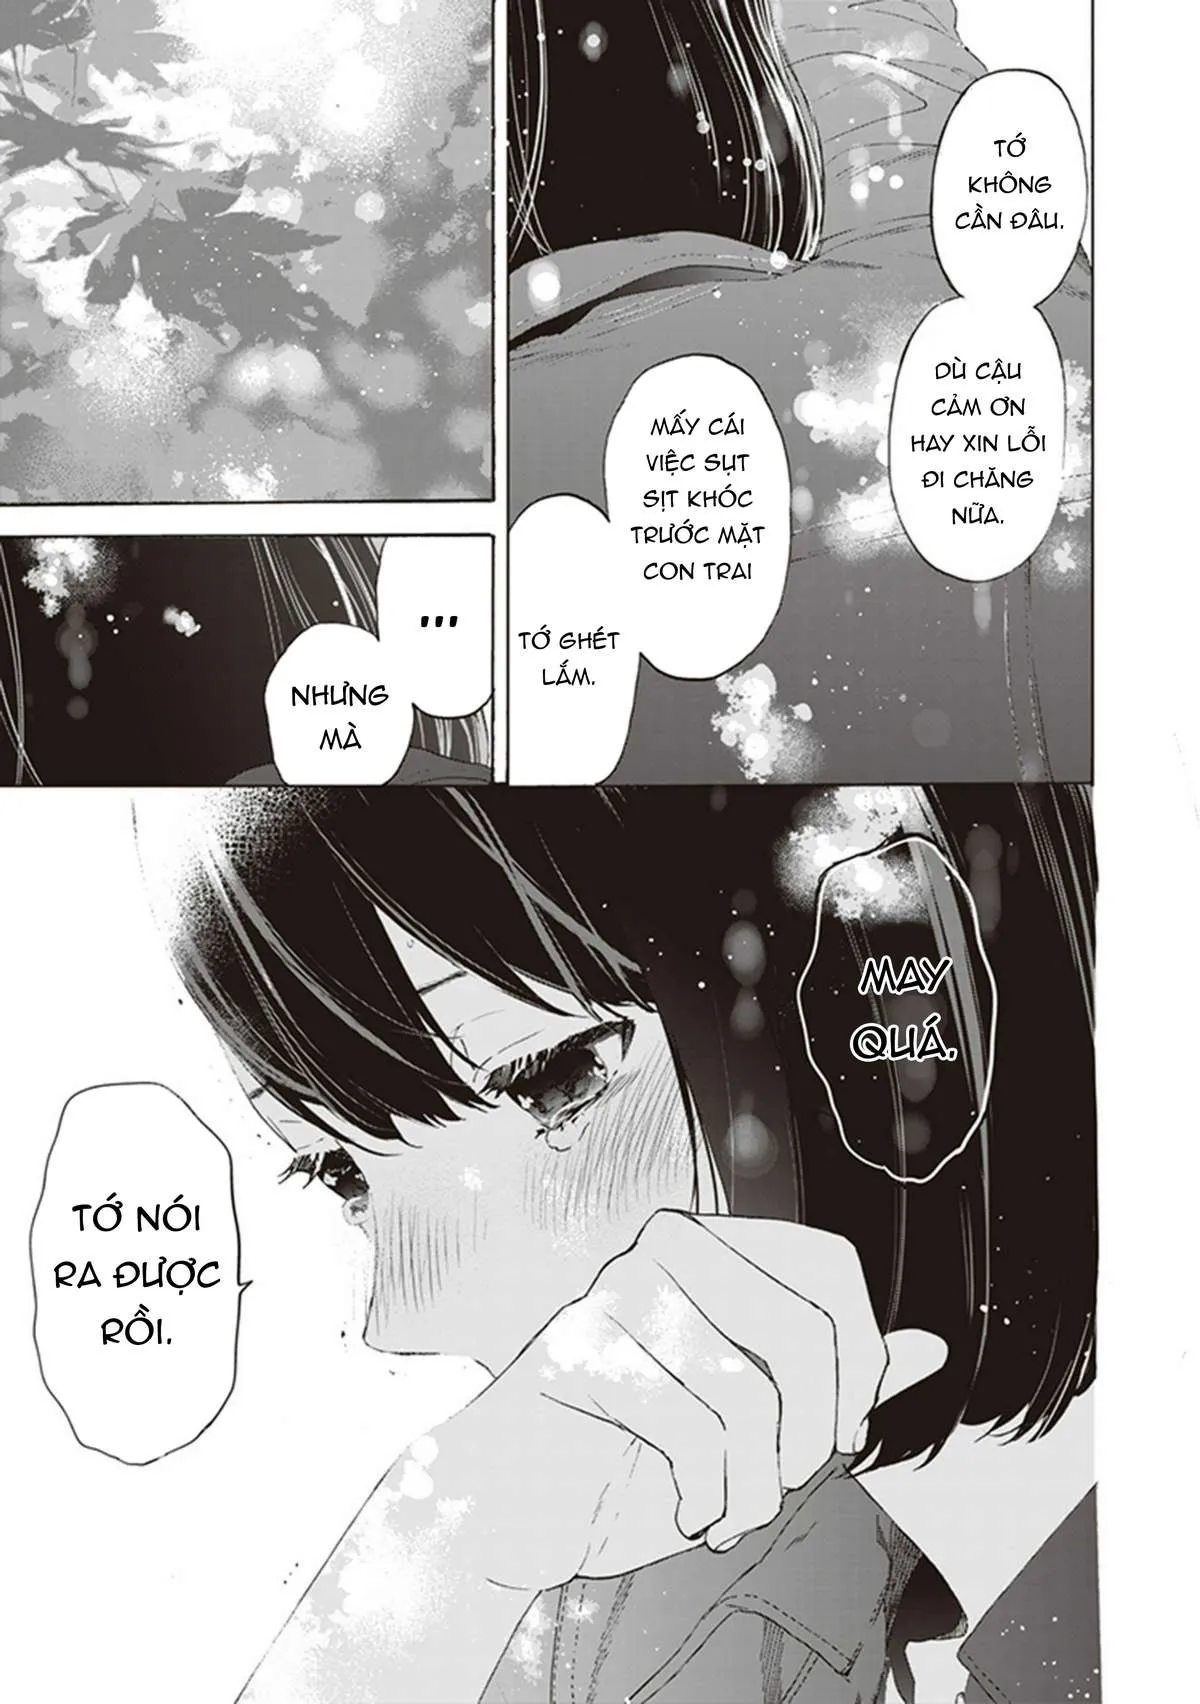 TỚ
KHÔNG
CẦN ĐÂU.
DÙ CẬU
CẢM ƠN
HAY XIN LỖI
ĐI CHĂNG
NỮA.
MẤY CÁI
VIỆC SỤT
SỊT KHÓC
TRƯỚC MẶT
CON TRAI
TỚ GHÉT
LẮM.
...
NHƯNG
MÀ
MAY
QUÁ.
TỚ NÓI
RA ĐƯỢC
RỒI.